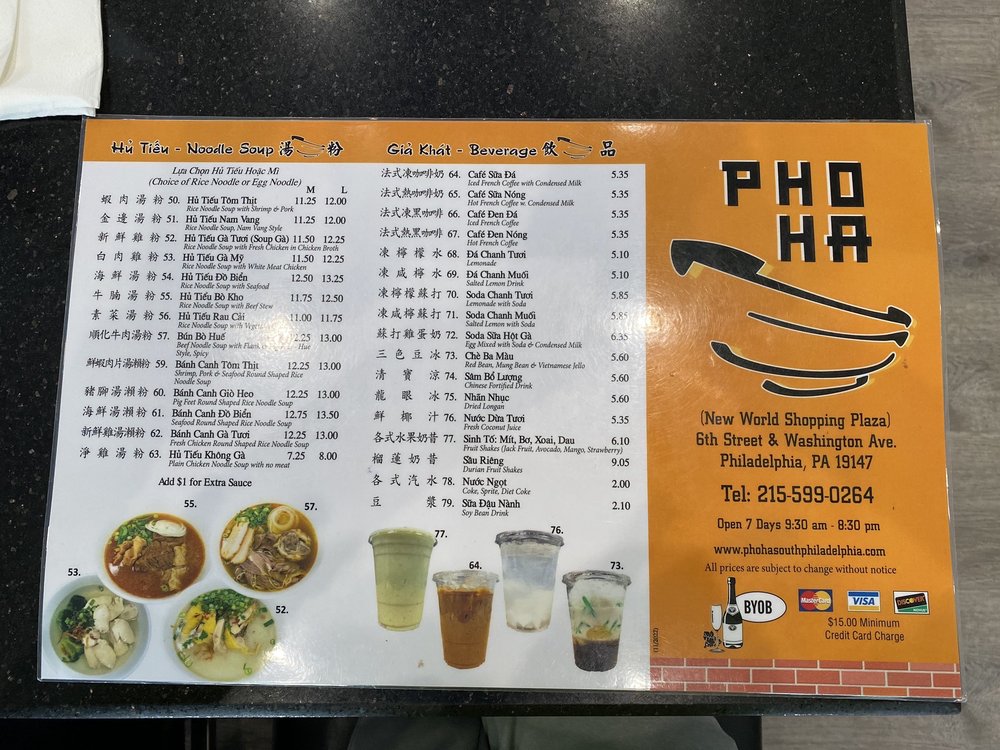 Hủ Tiếu - Noodle Soup 湯 粉
Lựa Chọn Hủ Tiếu Hoặc Mì
(Choice of Rice Noodle or Egg Noodle)
M L
蝦肉湯粉 50. Hủ Tiếu Tôm Thịt 11.25 12.00
Rice Noodle Soup with Shrimp & Pork
金邊湯粉 51. Hủ Tiếu Nam Vang 11.25 12.00
Rice Noodle Soup, Nam Vang Style
新鮮雞粉 52. Hủ Tiếu Gà Tươi (Soup Gà) 11.50 12.25
Rice Noodle Soup with Fresh Chicken in Chicken Broth
白肉雞粉 53. Hủ Tiếu Gà Mỹ 11.50 12.25
Rice Noodle Soup with White Meat Chicken
海鮮湯粉 54. Hủ Tiếu Đồ Biển 12.50 13.25
Rice Noodle Soup with Seafood
牛腩湯粉 55. Hủ Tiếu Bò Kho 11.75 12.50
Rice Noodle Soup with Beef Stew
素菜湯粉 56. Hủ Tiếu Rau Cải 11.00 11.75
Rice Noodle Soup with
順化牛肉湯粉 57. Bún Bò Huế 12.25 13.00
Beef Noodle Soup with Hue
Style, Spicy
鮮蝦肉片湯瀨粉 59. Bánh Canh Tôm Thịt 12.25 13.00
Shrimp, Pork & Seafood Round Shaped Rice
Noodle Soup
豬腳湯瀨粉 60. Bánh Canh Giò Heo 12.25 13.00
Pig Feet Round Shaped Rice Noodle Soup
海鮮湯瀨粉 61. Bánh Canh Đồ Biển 12.75 13.50
Seafood Round Shaped Rice Noodle Soup
新鮮雞湯瀨粉 62. Bánh Canh Gà Tươi 12.25 13.00
Fresh Chicken Round Shaped Rice Noodle Soup
淨雞湯粉 63. Hủ Tiếu Không Gà 7.25 8.00
Plain Chicken Noodle Soup with no meat
Add $1 for Extra Sauce
55.
57.
53.
52.
Giả Khát - Beverage 飲 品
法式凍咖啡奶 64. Café Sữa Đá 5.35
Iced French Coffee with Condensed Milk
法式熱咖啡奶 65. Café Sữa Nóng 5.35
Hot French Coffee w. Condensed Milk
法式凍黑咖啡 66. Café Đen Đá 5.35
Iced French Coffee
法式熱黑咖啡 67. Café Đen Nóng 5.35
Hot French Coffee
凍檸檬水 68. Đá Chanh Tươi 5.10
Lemonade
凍咸檸水 69. Đá Chanh Muối 5.10
Salted Lemon Drink
凍檸檬蘇打 70. Soda Chanh Tươi 5.85
Lemonade with Soda
凍咸檸蘇打 71. Soda Chanh Muối 5.85
Salted Lemon with Soda
蘇打雞蛋奶 72. Soda Sữa Hột Gà 6.35
Egg Mixed with Soda & Condensed Milk
三色豆冰 73. Chè Ba Màu 5.60
Red Bean, Mung Bean & Vietnamese Jello
清寶涼 74. Sâm Bổ Lượng 5.60
Chinese Fortified Drink
龍眼冰 75. Nhãn Nhục 5.60
Dried Longan
鮮椰汁 76. Nước Dừa Tươi 5.35
Fresh Coconut Juice
各式水果奶昔 77. Sinh Tố: Mít, Bơ, Xoai, Dau 6.10
Fruit Shakes (Jack Fruit, Avocado, Mango, Strawberry)
榴蓮奶昔 Sầu Riêng 9.05
Durian Fruit Shakes
各式汽水 78. Nước Ngọt 2.00
Coke, Sprite, Diet Coke
豆漿 79. Sữa Đậu Nành 2.10
Soy Bean Drink
77.
64.
76.
73.
PHO
HA
(New World Shopping Plaza)
6th Street & Washington Ave.
Philadelphia, PA 19147
Tel: 215-599-0264
Open 7 Days 9:30 am - 8:30 pm
www.phohasouthphiladelphia.com
All prices are subject to change without notice
BYOB
MasterCard
VISA
DISCOVER
$15.00 Minimum
Credit Card Charge